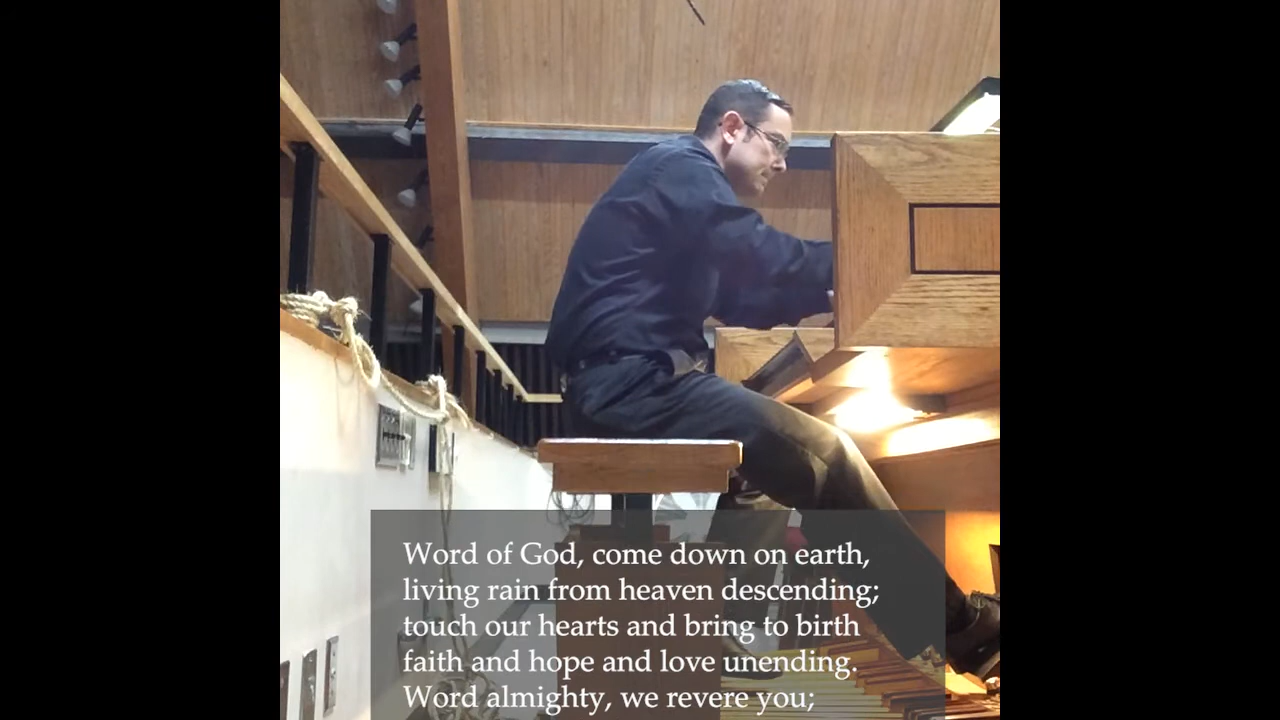 Word of God, come down on earth,
living rain from heaven descending;
touch our hearts and bring to birth
faith and hope and love unending.
Word almighty, we revere you;